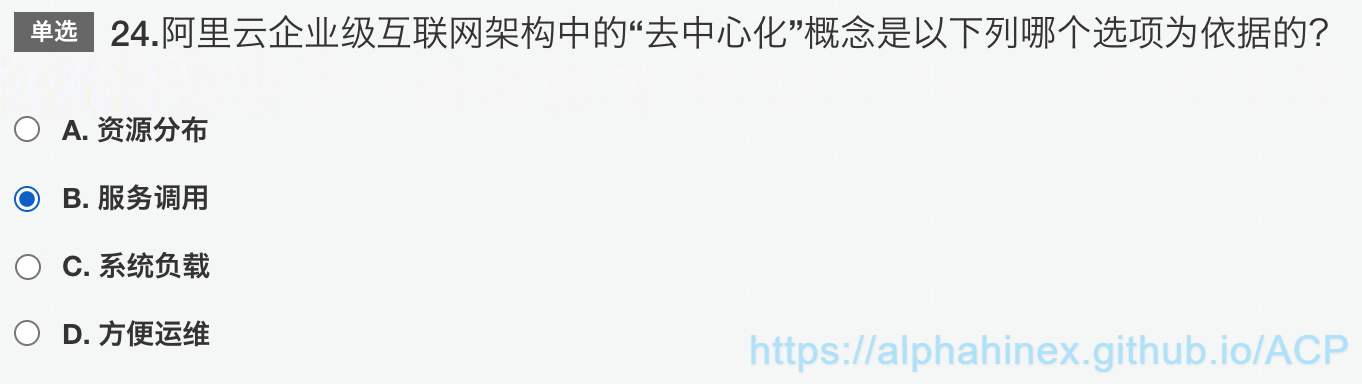 单选 24.阿里云企业级互联网架构中的“去中心化”概念是以下列哪个选项为依据的？
A. 资源分布
B. 服务调用
C. 系统负载
D. 方便运维
https://alphahinex.github.io/ACP